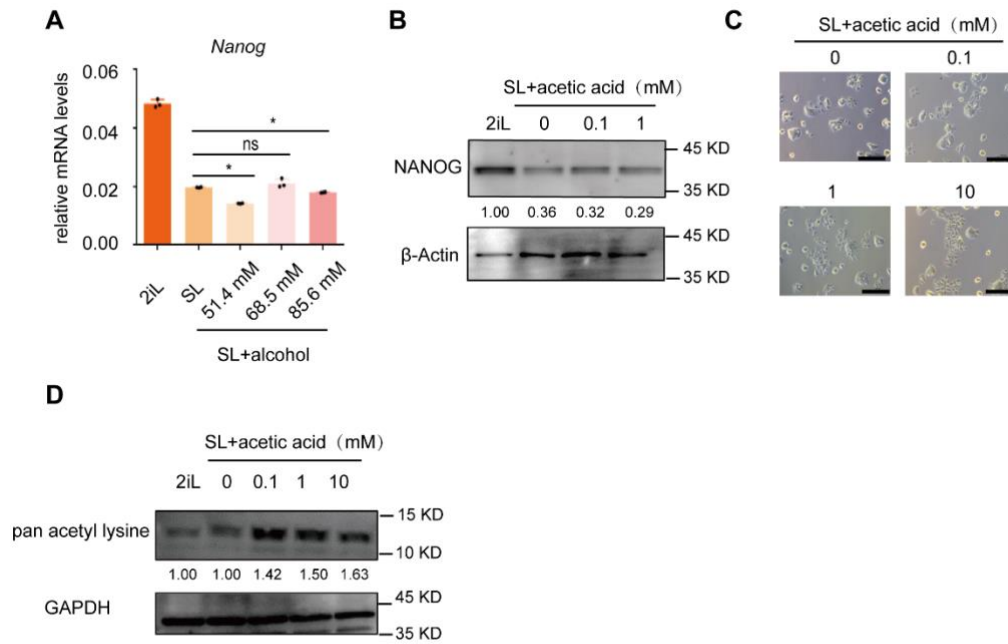 A
Nanog
relative mRNA levels
0.06
0.04
0.02
0.00
*
ns
*
2iL
SL
51.4 mM
68.5 mM
85.6 mM
SL+alcohol
B
SL+acetic acid（mM）
2iL 0 0.1 1
NANOG
45 KD
35 KD
1.00 0.36 0.32 0.29
β-Actin
45 KD
35 KD
C
SL+acetic acid（mM）
0 0.1
1 10
D
SL+acetic acid（mM）
2iL 0 0.1 1 10
pan acetyl lysine
15 KD
10 KD
1.00 1.00 1.42 1.50 1.63
GAPDH
45 KD
35 KD